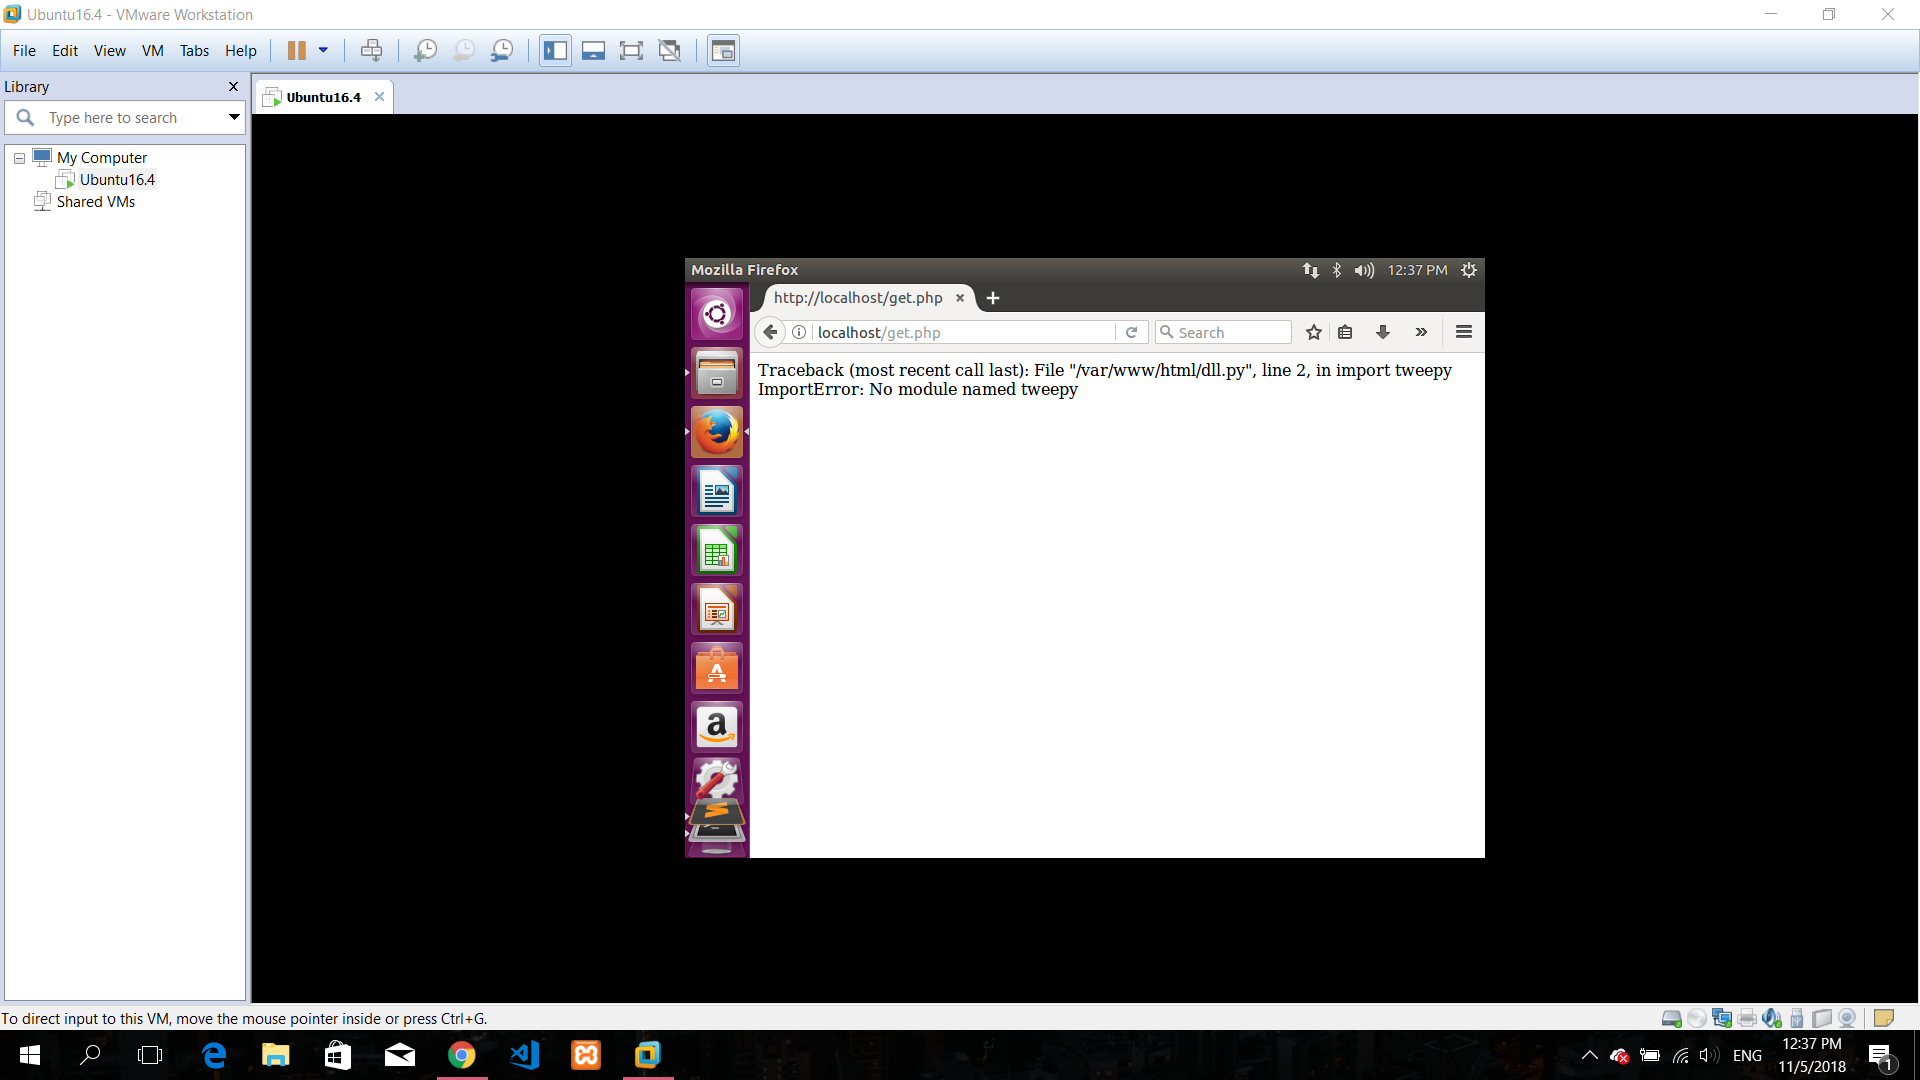 Ubuntu16.4 - VMware Workstation
File Edit View VM Tabs Help
Library x
Ubuntu16.4
Type here to search
My Computer
Ubuntu16.4
Shared VMs
Mozilla Firefox 12:37 PM
http://localhost/get.php
localhost/get.php Search
Traceback (most recent call last): File "/var/www/html/dll.py", line 2, in import tweepy
ImportError: No module named tweepy
To direct input to this VM, move the mouse pointer inside or press Ctrl+G.
ENG
12:37 PM
11/5/2018
1